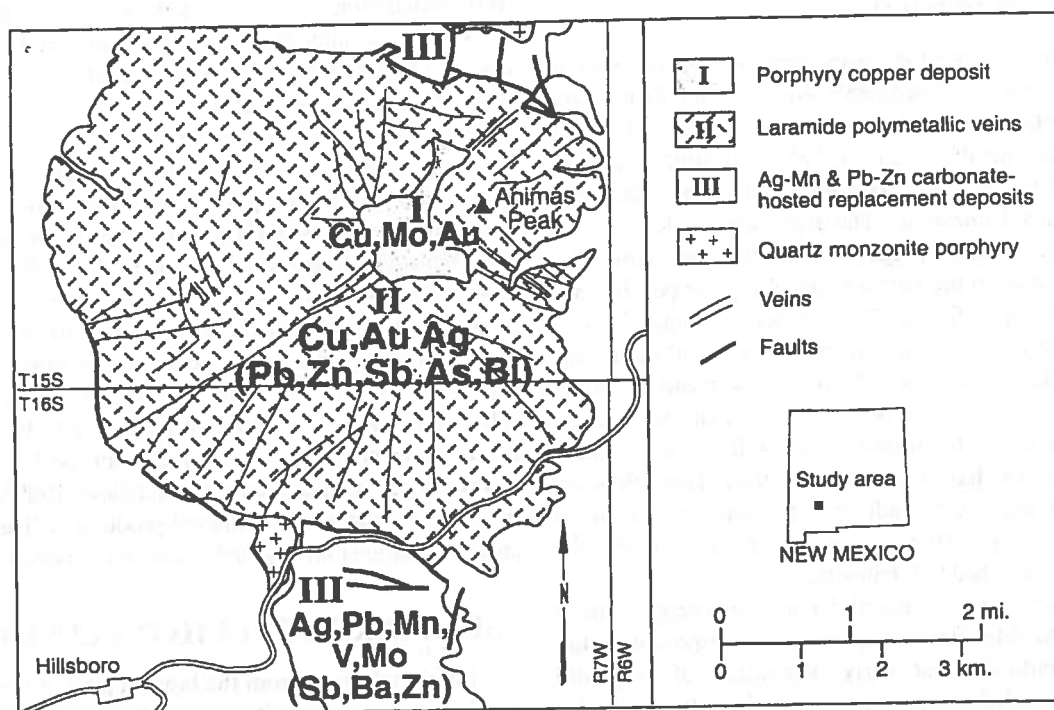 III
I
Cu,Mo,Au
Animas
Peak
II
Cu,Au Ag
(Pb,Zn,Sb,As,BI)
T15S
T16S
III
Ag,Pb,Mn,
V,Mo
(Sb,Ba,Zn)
Hillsboro
N
R7W
R6W
I Porphyry copper deposit
II Laramide polymetallic veins
III Ag-Mn & Pb-Zn carbonate-
hosted replacement deposits
Quartz monzonite porphyry
Veins
Faults
Study area
NEW MEXICO
0 1 2 mi.
0 1 2 3 km.